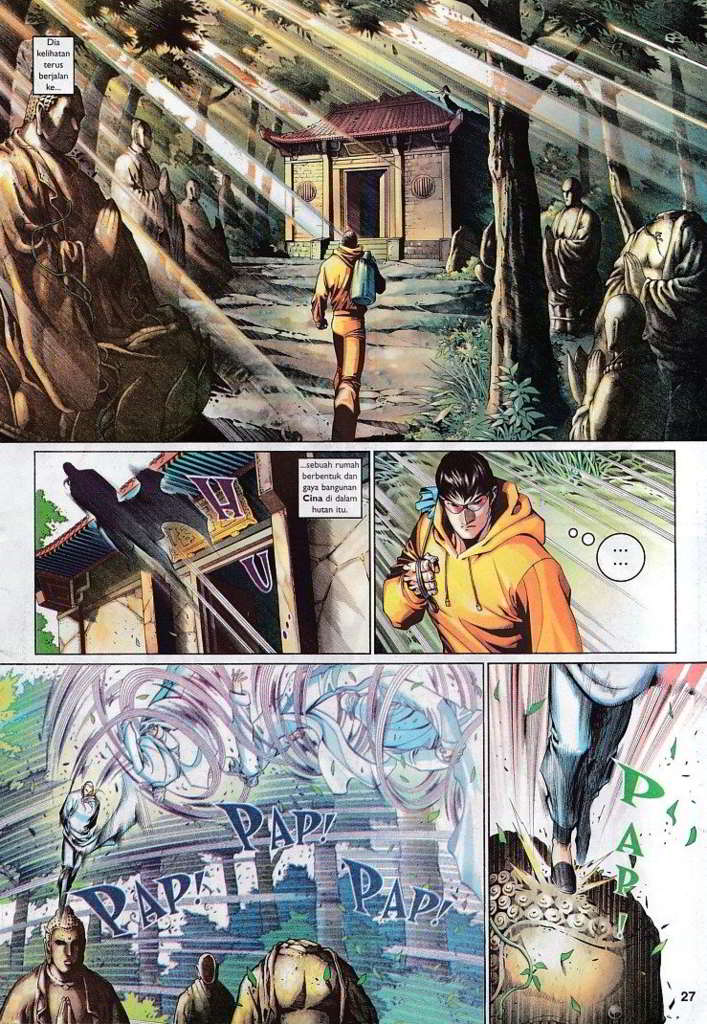 Dia
kelihatan
terus
berjalan
ke...
...sebuah rumah
berbentuk dan
gaya bangunan
Cina di dalam
hutan itu.
HU
...
...
PAP!
PAP!
PAP!
PAP!
27